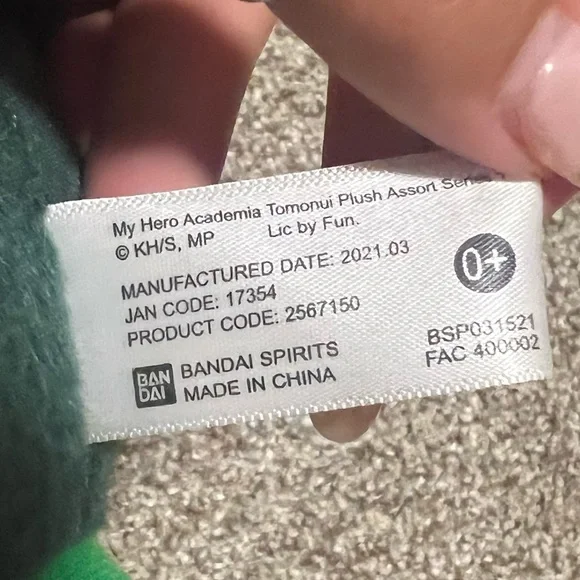 My Hero Academia Tomonui Plush Assort Series
© KH/S, MP Lic by Fun.
MANUFACTURED DATE: 2021.03
JAN CODE: 17354
PRODUCT CODE: 2567150
0+
BAN
DAI
BANDAI SPIRITS
MADE IN CHINA
BSP031521
FAC 400002